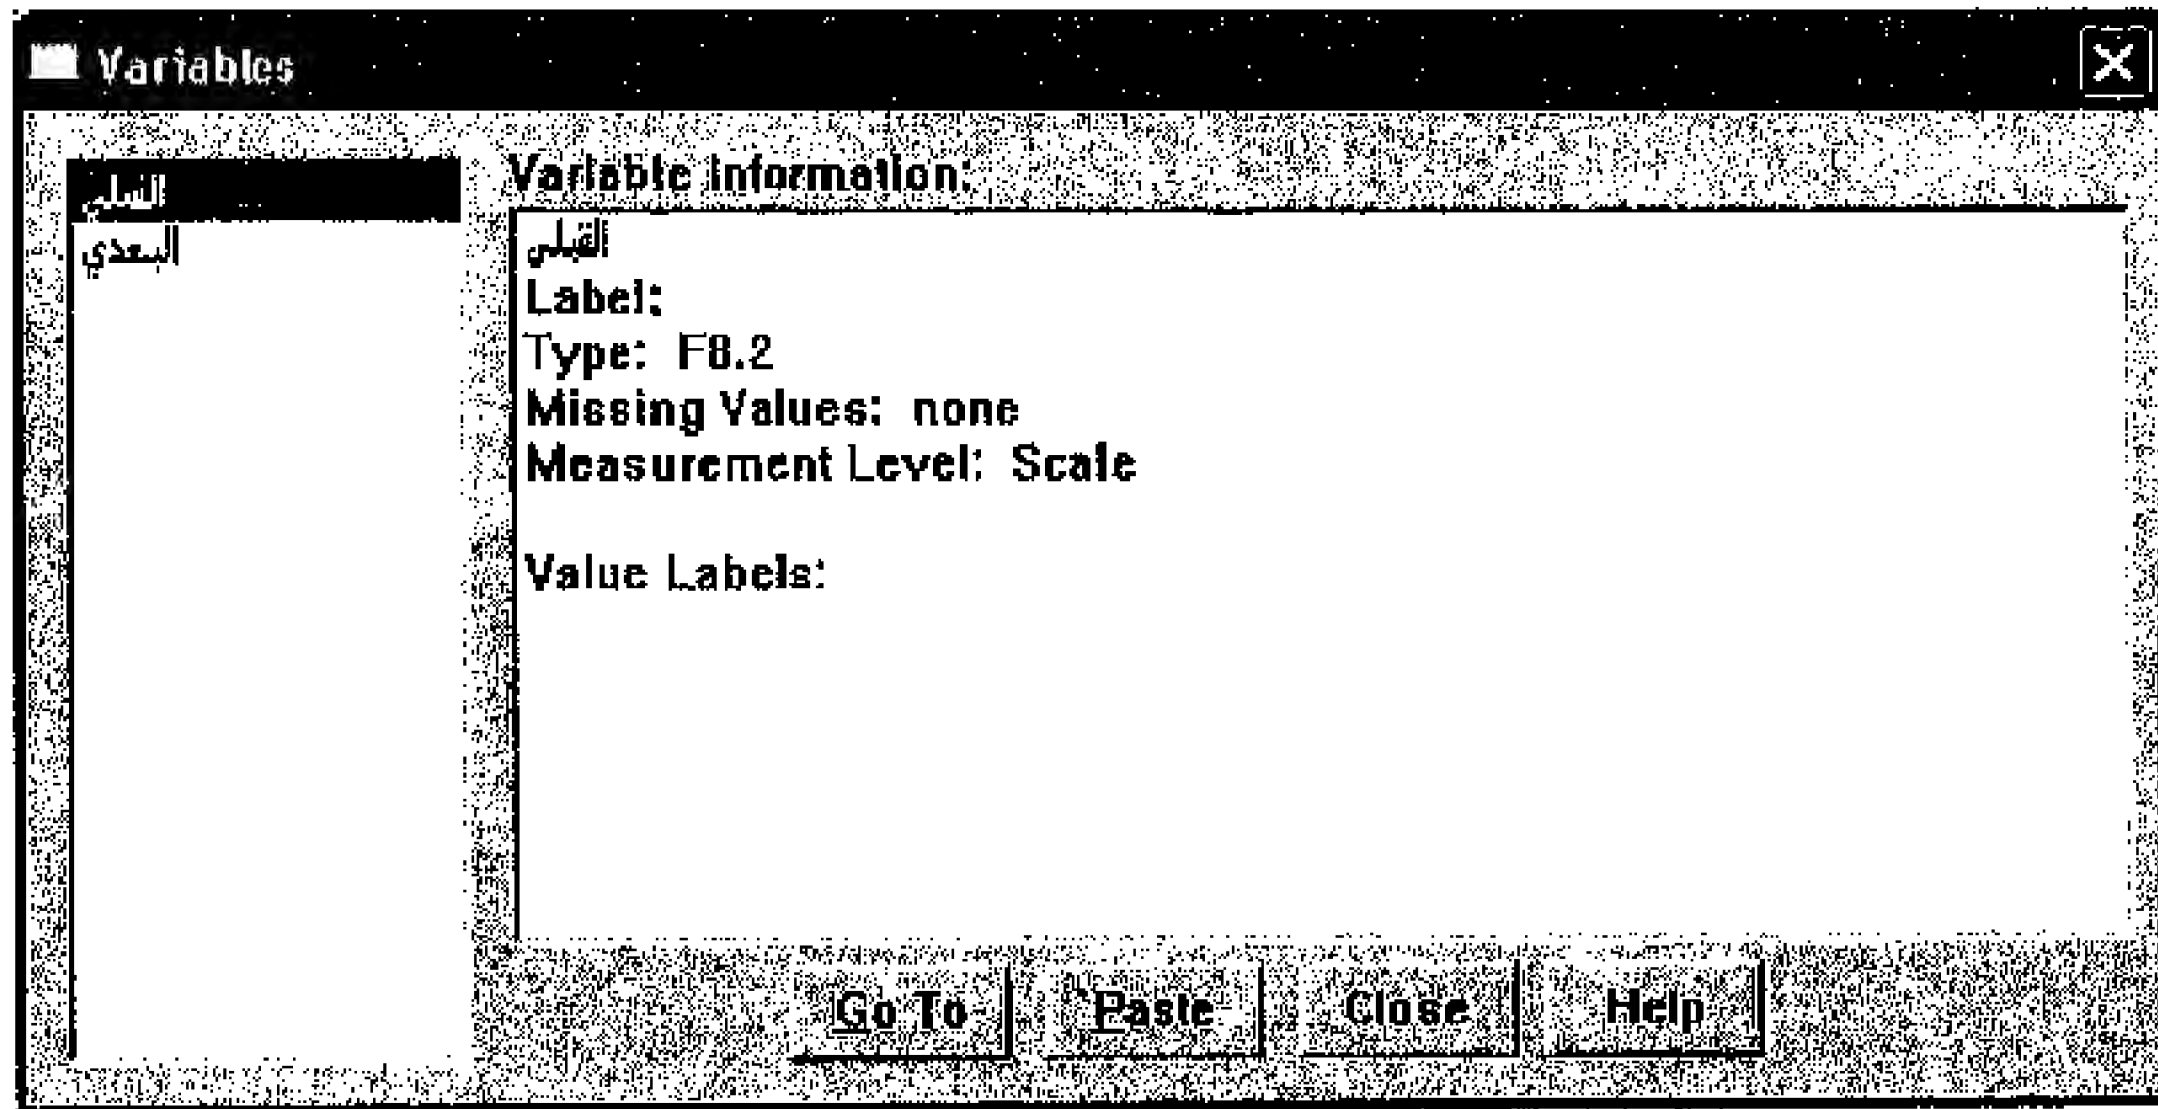 Variables
القبلي
البعدي
Variable Information:
القبلي
Label:
Type: F8.2
Missing Values: none
Measurement Level: Scale
Value Labels:
Go To
Paste
Close
Help